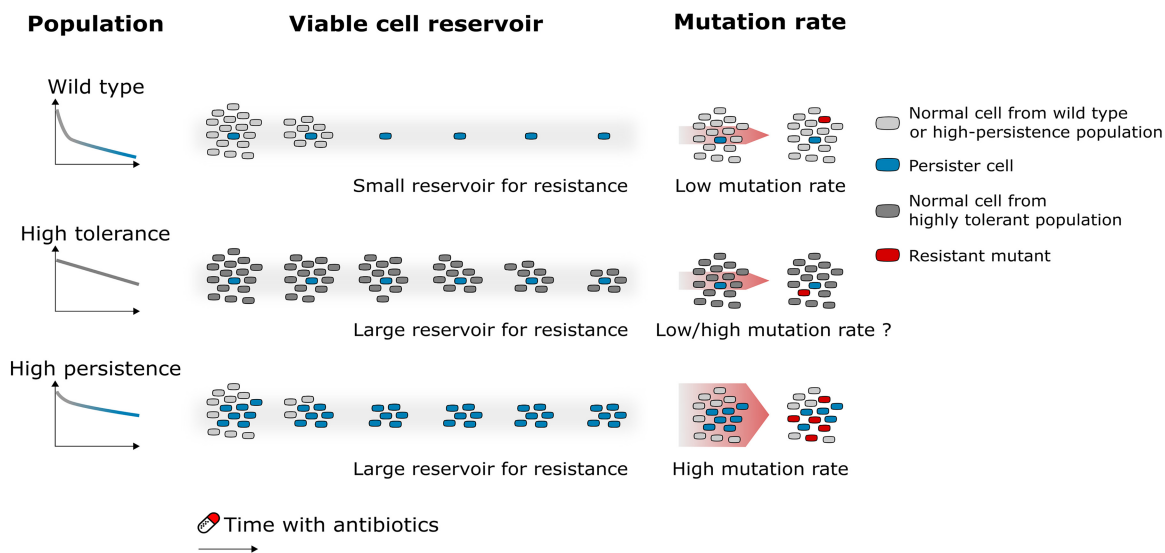 Population
Viable cell reservoir
Mutation rate
Wild type
Small reservoir for resistance
Low mutation rate
High tolerance
Large reservoir for resistance
Low/high mutation rate ?
High persistence
Large reservoir for resistance
High mutation rate
Normal cell from wild type
or high-persistence population
Persister cell
Normal cell from
highly tolerant population
Resistant mutant
Time with antibiotics